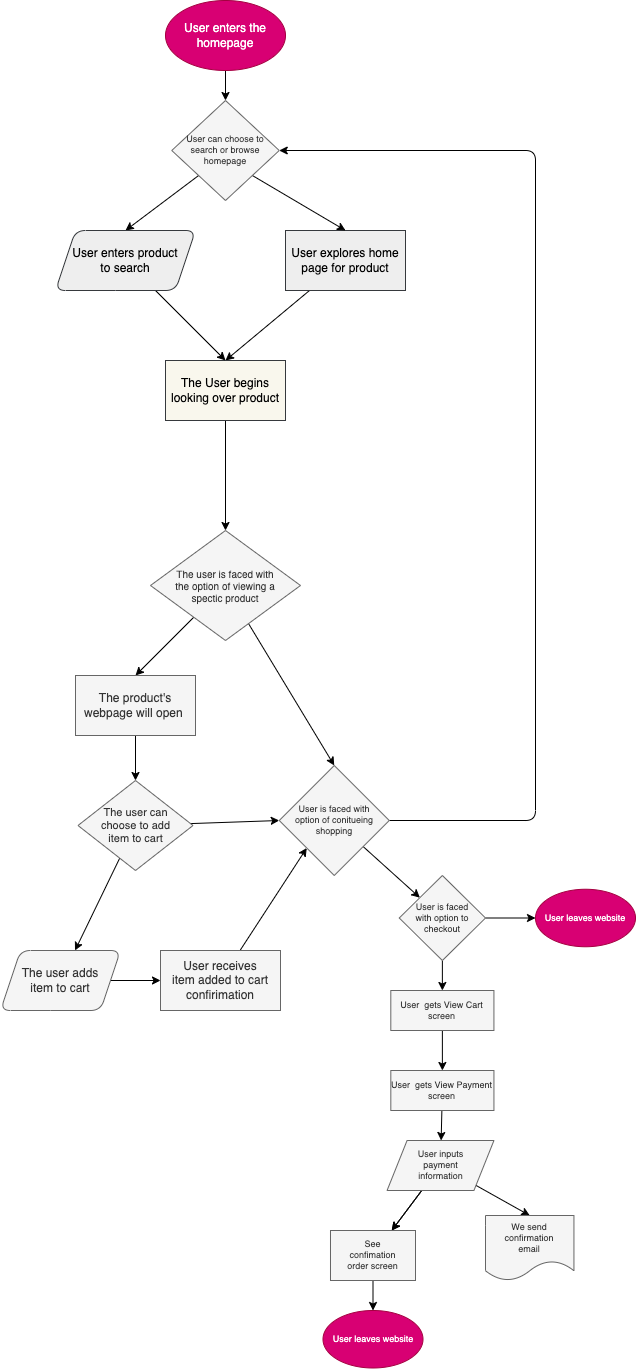 User enters the
homepage
User can choose to
search or browse
homepage
User enters product
to search
User explores home
page for product
The User begins
looking over product
The user is faced with
the option of viewing a
spectic product
The product's
webpage will open
The user can
choose to add
item to cart
User is faced with
option of conitueing
shopping
User is faced
with option to
checkout
User leaves website
The user adds
item to cart
User receives
item added to cart
confirimation
User gets View Cart
screen
User gets View Payment
screen
User inputs
payment
information
See
confimation
order screen
We send
confirmation
email
User leaves website